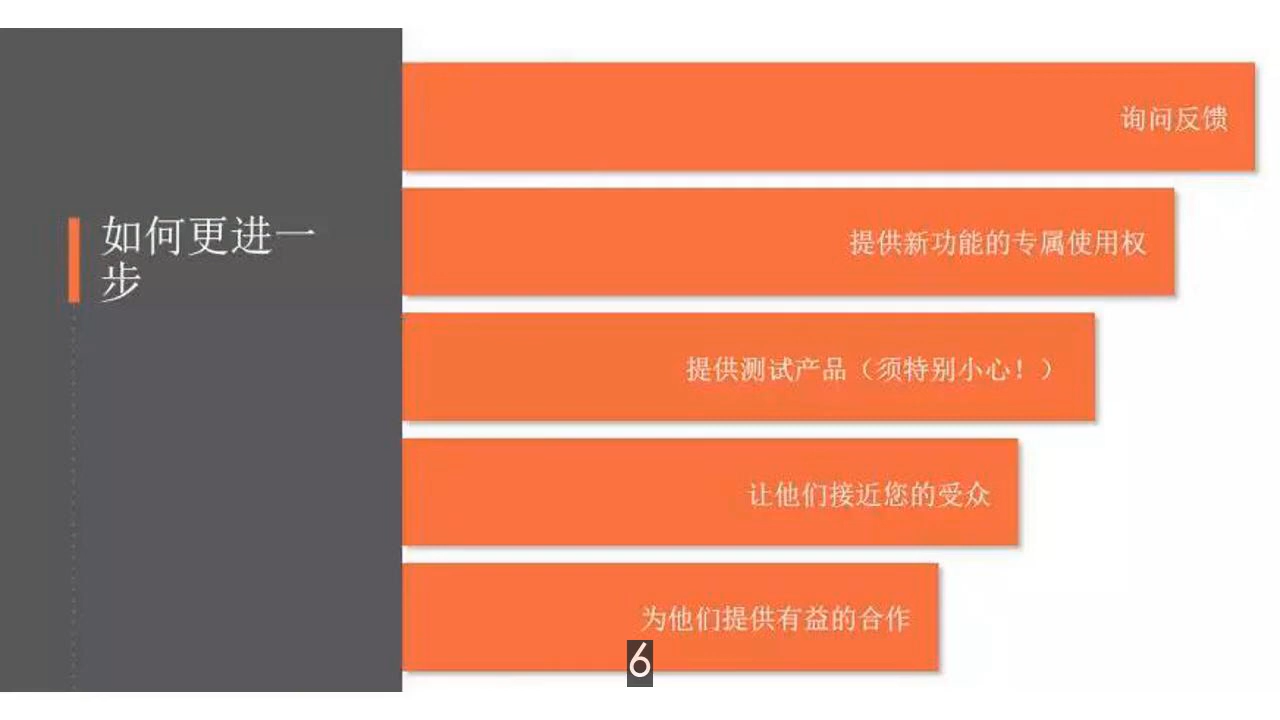 如何更进一
步
询问反馈
提供新功能的专属使用权
提供测试产品（须特别小心！）
让他们接近您的受众
为他们提供有益的合作
6